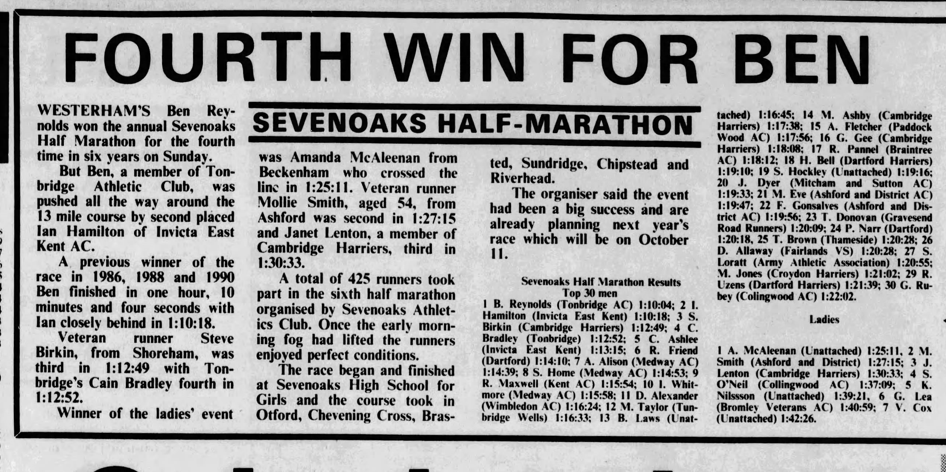 FOURTH WIN FOR BEN
SEVENOAKS HALF-MARATHON
WESTERHAM'S Ben Rey-
nolds won the annual Sevenoaks
Half Marathon for the fourth
time in six years on Sunday.
But Ben, a member of Ton-
bridge Athletic Club, was
pushed all the way around the
13 mile course by second placed
Ian Hamilton of Invicta East
Kent AC.
A previous winner of the
race in 1986, 1988 and 1990
Ben finished in one hour, 10
minutes and four seconds with
Ian closely behind in 1:10:18.
Veteran runner Steve
Birkin, from Shoreham, was
third in 1:12:49 with Ton-
bridge's Cain Bradley fourth in
1:12:52.
Winner of the ladies' event
was Amanda McAleenan from
Beckenham who crossed the
line in 1:25:11. Veteran runner
Mollie Smith, aged 54, from
Ashford was second in 1:27:15
and Janet Lenton, a member of
Cambridge Harriers, third in
1:30:33.
A total of 425 runners took
part in the sixth half marathon
organised by Sevenoaks Athlet-
ics Club. Once the early morn-
ing fog had lifted the runners
enjoyed perfect conditions.
The race began and finished
at Sevenoaks High School for
Girls and the course took in
Otford, Chevening Cross, Bras-
ted, Sundridge, Chipstead and
Riverhead.
The organiser said the event
had been a big success and are
already planning next year's
race which will be on October
11.
Sevenoaks Half Marathon Results
Top 30 men
1 B. Reynolds (Tonbridge AC) 1:10:04; 2 I.
Hamilton (Invicta East Kent) 1:10:18; 3 S.
Birkin (Cambridge Harriers) 1:12:49; 4 C.
Bradley (Tonbridge) 1:12:52; 5 C. Ashlee
(Invicta East Kent) 1:13:15; 6 R. Friend
(Dartford) 1:14:10; 7 A. Alison (Medway AC)
1:14:39; 8 S. Home (Medway AC) 1:14:53; 9
R. Maxwell (Kent AC) 1:15:54; 10 I. Whit-
more (Medway AC) 1:15:58; 11 D. Alexander
(Wimbledon AC) 1:16:24; 12 M. Taylor (Tun-
bridge Wells) 1:16:33; 13 B. Laws (Unat-
tached) 1:16:45; 14 M. Ashby (Cambridge
Harriers) 1:17:38; 15 A. Fletcher (Paddock
Wood AC) 1:17:56; 16 G. Gee (Cambridge
Harriers) 1:18:08; 17 R. Pannel (Braintree
AC) 1:18:12; 18 H. Bell (Dartford Harriers)
1:19:10; 19 S. Hockley (Unattached) 1:19:16;
20 J. Dyer (Mitcham and Sutton AC)
1:19:33; 21 M. Eve (Ashford and District AC)
1:19:47; 22 F. Gonsalves (Ashford and Dis-
trict AC) 1:19:56; 23 T. Donovan (Gravesend
Road Runners) 1:20:09; 24 P. Narr (Dartford)
1:20:18, 25 T. Brown (Thameside) 1:20:28; 26
D. Allaway (Fairlands VS) 1:20:28; 27 S.
Loratt (Army Athletic Association) 1:20:55;
M. Jones (Croydon Harriers) 1:21:02; 29 R.
Uzens (Dartford Harriers) 1:21:39; 30 G. Ru-
bey (Colingwood AC) 1:22:02.
Ladies
1 A. McAleenan (Unattached) 1:25:11, 2 M.
Smith (Ashford and District) 1:27:15; 3 J.
Lenton (Cambridge Harriers) 1:30:33; 4 S.
O'Neil (Collingwood AC) 1:37:09; 5 K.
Nilssson (Unattached) 1:39:21, 6 G. Lea
(Bromley Veterans AC) 1:40:59; 7 V. Cox
(Unattached) 1:42:26.